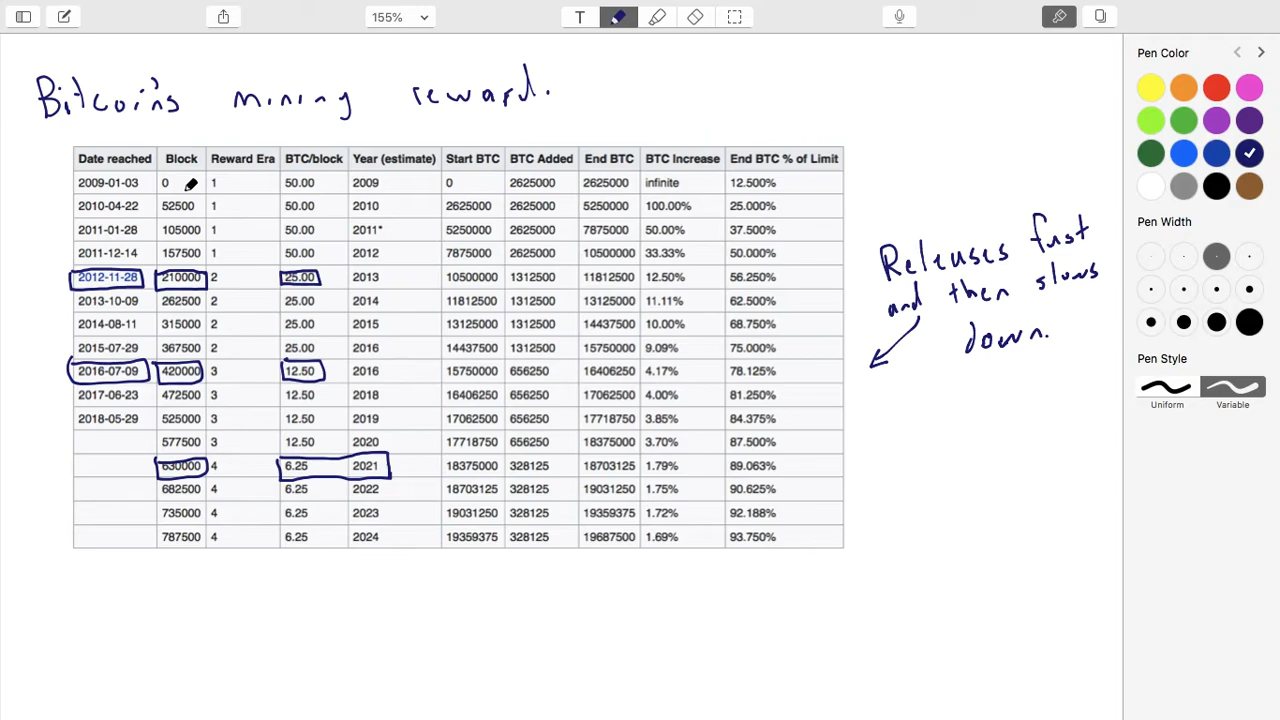 155%
T
Bitcoin's mining reward.
Date reached Block Reward Era BTC/block Year (estimate) Start BTC BTC Added End BTC BTC Increase End BTC % of Limit
2009-01-03 0 1 50.00 2009 0 2625000 2625000 infinite 12.500%
2010-04-22 52500 1 50.00 2010 2625000 2625000 5250000 100.00% 25.000%
2011-01-28 105000 1 50.00 2011* 5250000 2625000 7875000 50.00% 37.500%
2011-12-14 157500 1 50.00 2012 7875000 2625000 10500000 33.33% 50.000%
2012-11-28 210000 2 25.00 2013 10500000 1312500 11812500 12.50% 56.250%
2013-10-09 262500 2 25.00 2014 11812500 1312500 13125000 11.11% 62.500%
2014-08-11 315000 2 25.00 2015 13125000 1312500 14437500 10.00% 68.750%
2015-07-29 367500 2 25.00 2016 14437500 1312500 15750000 9.09% 75.000%
2016-07-09 420000 3 12.50 2016 15750000 656250 16406250 4.17% 78.125%
2017-06-23 472500 3 12.50 2018 16406250 656250 17062500 4.00% 81.250%
2018-05-29 525000 3 12.50 2019 17062500 656250 17718750 3.85% 84.375%
577500 3 12.50 2020 17718750 656250 18375000 3.70% 87.500%
630000 4 6.25 2021 18375000 328125 18703125 1.79% 89.063%
682500 4 6.25 2022 18703125 328125 19031250 1.75% 90.625%
735000 4 6.25 2023 19031250 328125 19359375 1.72% 92.188%
787500 4 6.25 2024 19359375 328125 19687500 1.69% 93.750%
Releases fast
and then slows
down.
Pen Color
Pen Width
Pen Style
Uniform Variable